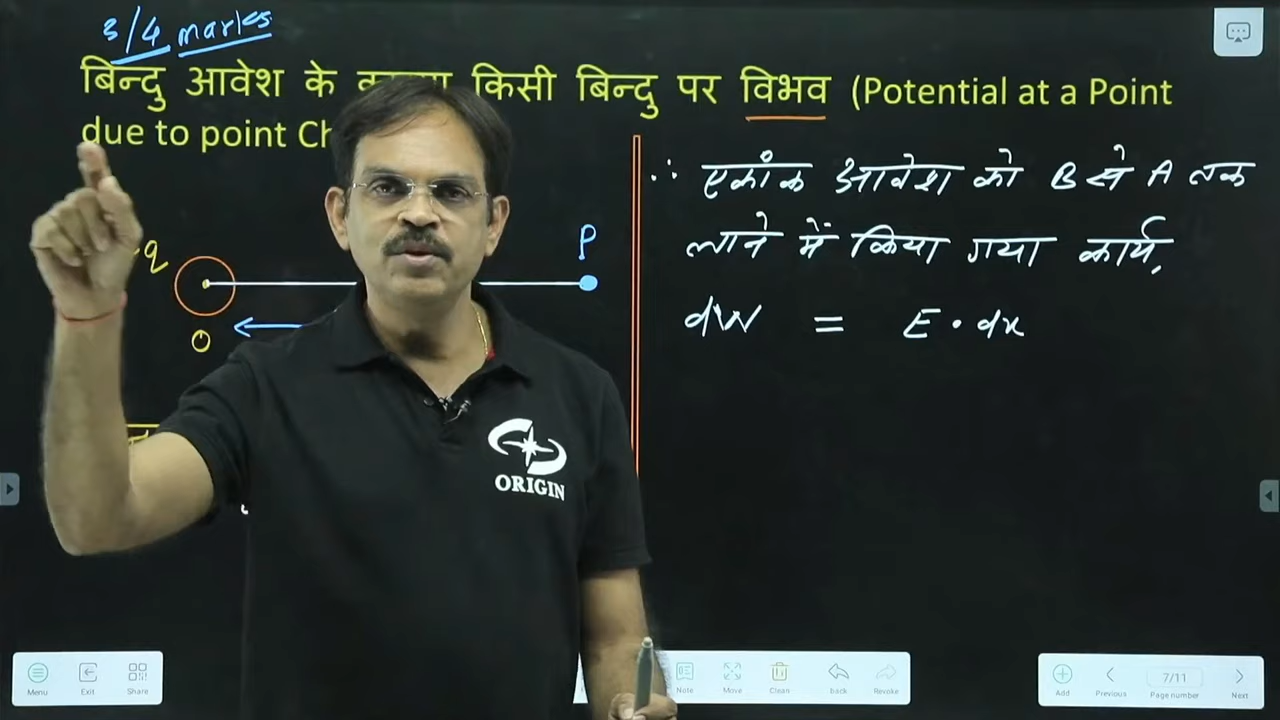 3/4 marks
बिन्दु आवेश के किसी बिन्दु पर विभव (Potential at a Point
due to point
∴ एकांक आवेश को B से A तक
लाने में किया गया कार्य,
q
P
O
dW = E·dx
ORIGIN
Menu Exit Share Note Move Clean back Revoke Add Previous 7/11 Page number Next